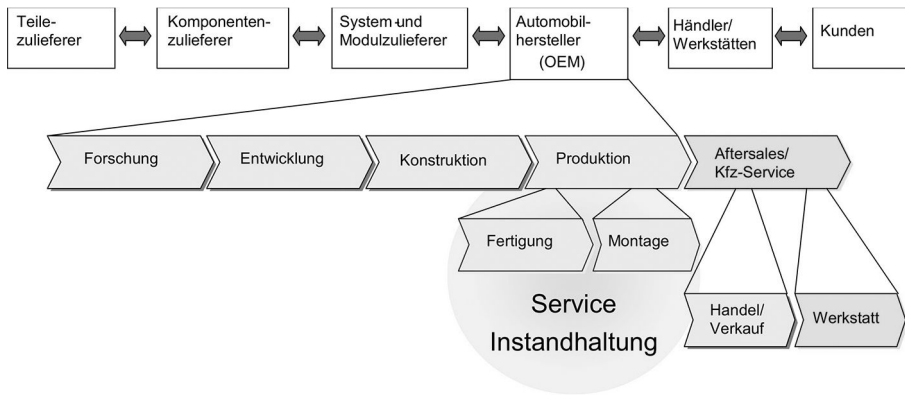 Teile-
zulieferer
Komponenten-
zulieferer
System-und
Modulzulieferer
Automobil-
hersteller
(OEM)
Händler/
Werkstätten
Kunden
Forschung
Entwicklung
Konstruktion
Produktion
Aftersales/
Kfz-Service
Fertigung
Montage
Service
Instandhaltung
Handel/
Verkauf
Werkstatt